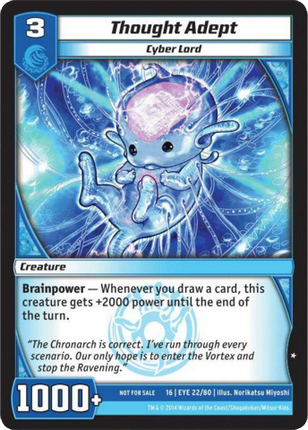 3
Thought Adept
Cyber Lord
Creature
Brainpower — Whenever you draw a card, this
creature gets +2000 power until the end of
the turn.
"The Chronarch is correct. I've run through every
scenario. Our only hope is to enter the Vortex and
stop the Ravening."
1000+
NOT FOR SALE 16 | EYE 22/80 | illus. Norikatsu Miyoshi
TM & © 2014 Wizards of the Coast/Shogakukan/Mitsui-Kids.